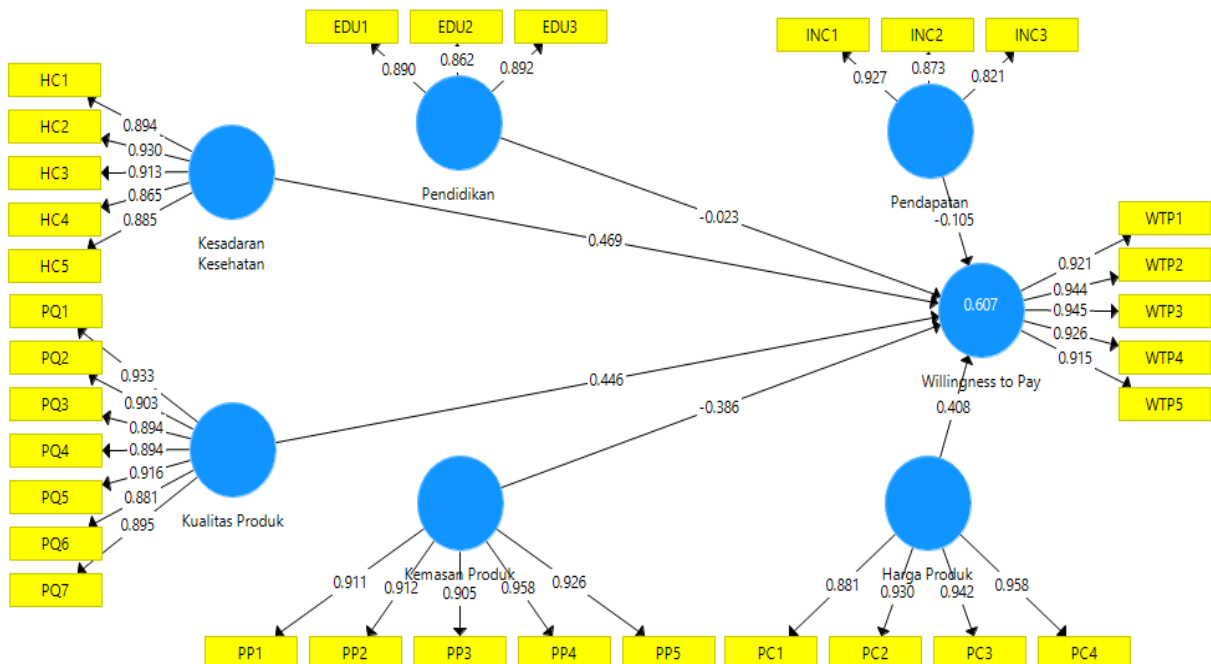 EDU1
EDU2
EDU3
0.890
0.862
0.892
Pendidikan
INC1
INC2
INC3
0.927
0.873
0.821
Pendapatan
HC1
HC2
HC3
HC4
HC5
0.894
0.930
0.913
0.865
0.885
Kesadaran
Kesehatan
-0.023
-0.105
0.469
PQ1
PQ2
PQ3
PQ4
PQ5
PQ6
PQ7
0.933
0.903
0.894
0.894
0.916
0.881
0.895
Kualitas Produk
0.446
-0.386
0.408
0.607
Willingness to Pay
0.921
0.944
0.945
0.926
0.915
WTP1
WTP2
WTP3
WTP4
WTP5
Kemasan Produk
0.911
0.912
0.905
0.958
0.926
PP1
PP2
PP3
PP4
PP5
Harga Produk
0.881
0.930
0.942
0.958
PC1
PC2
PC3
PC4